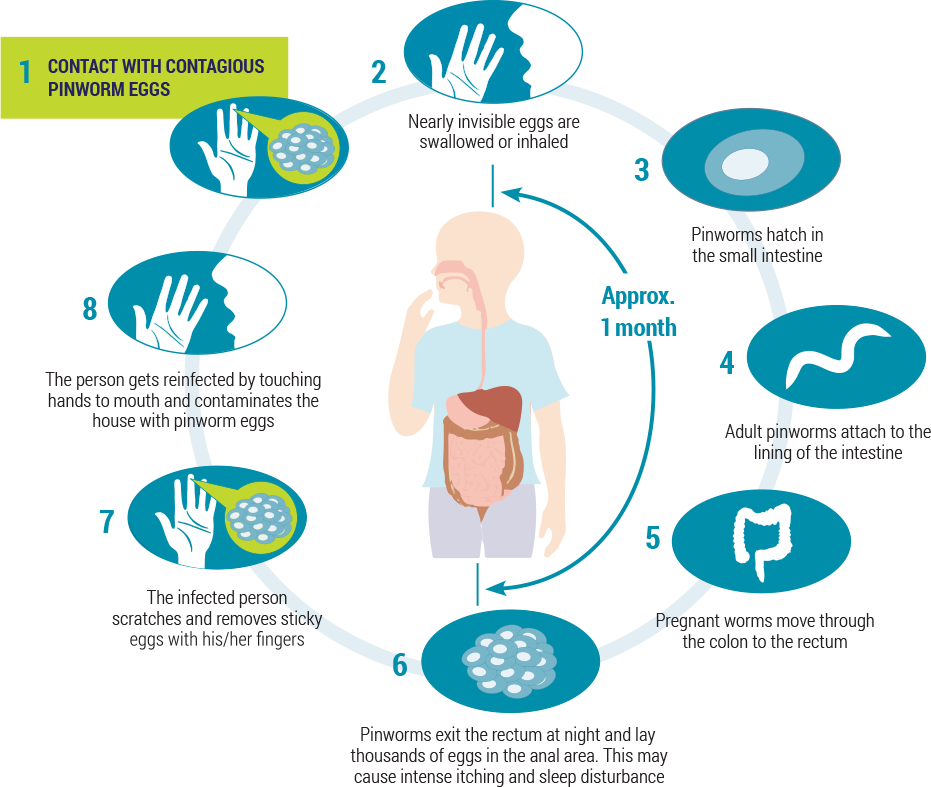 1 CONTACT WITH CONTAGIOUS
PINWORM EGGS
2
Nearly invisible eggs are
swallowed or inhaled
3
Pinworms hatch in
the small intestine
4
Adult pinworms attach to the
lining of the intestine
5
Pregnant worms move through
the colon to the rectum
6
Pinworms exit the rectum at night and lay
thousands of eggs in the anal area. This may
cause intense itching and sleep disturbance
7
The infected person
scratches and removes sticky
eggs with his/her fingers
8
The person gets reinfected by touching
hands to mouth and contaminates the
house with pinworm eggs
Approx.
1 month